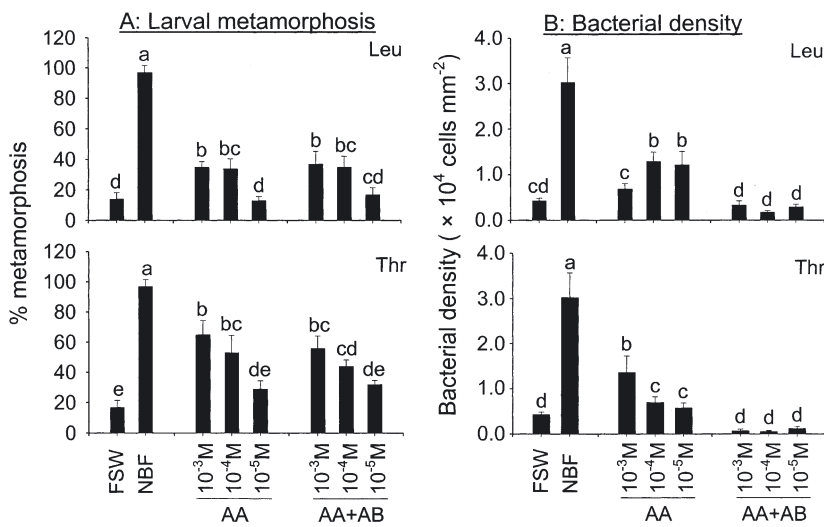 A: Larval metamorphosis
B: Bacterial density
% metamorphosis
Leu
120
100
80
60
40
20
0
d
a
b
bc
d
b
bc
cd
Thr
120
100
80
60
40
20
0
e
a
b
bc
de
bc
cd
de
FSW
NBF
10⁻³M
10⁻⁴M
10⁻⁵M
10⁻³M
10⁻⁴M
10⁻⁵M
AA
AA+AB
Bacterial density ( × 10⁴ cells mm⁻²)
Leu
4.0
3.0
2.0
1.0
0.0
cd
a
c
b
b
d
d
d
Thr
4.0
3.0
2.0
1.0
0.0
d
a
b
c
c
d
d
d
FSW
NBF
10⁻³M
10⁻⁴M
10⁻⁵M
10⁻³M
10⁻⁴M
10⁻⁵M
AA
AA+AB